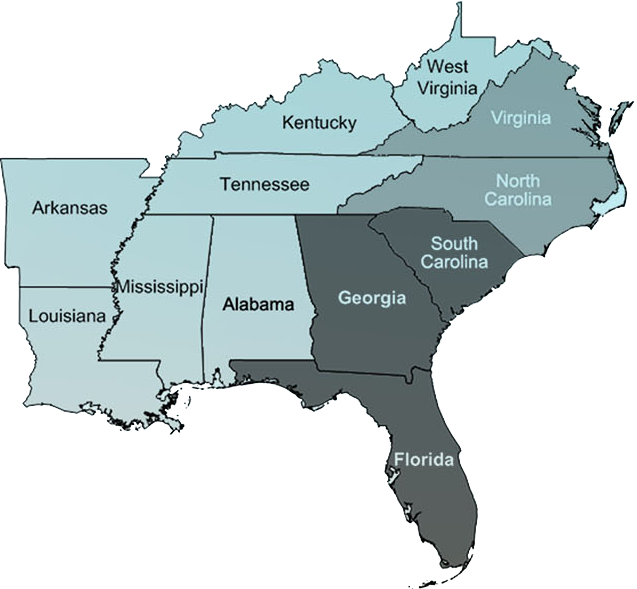 West
Virginia
Kentucky
Virginia
Tennessee
North
Carolina
Arkansas
South
Carolina
Mississippi
Alabama
Georgia
Louisiana
Florida